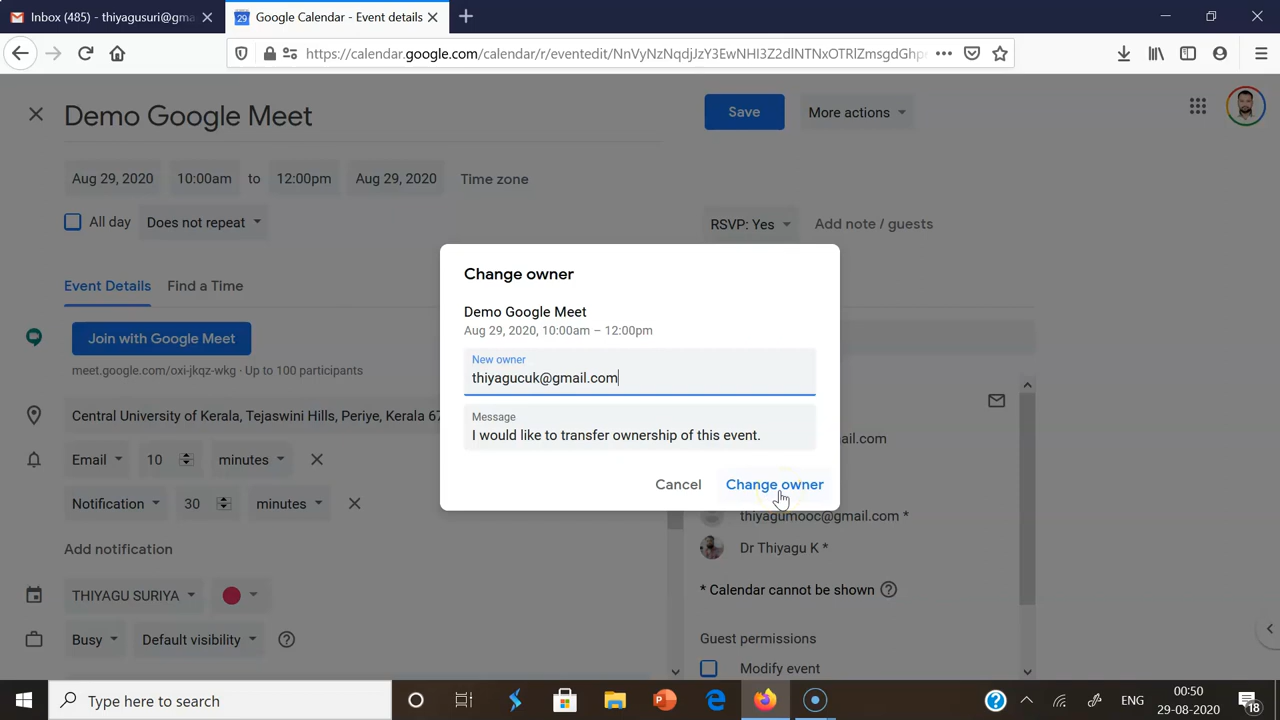 Inbox (485) - thiyagusuri@gma
Google Calendar - Event details
https://calendar.google.com/calendar/r/eventedit/NnVyNzNqdjJzY3EwNHI3Z2dlNTNxOTRlZmsgdGhp
Demo Google Meet
Save
More actions
Aug 29, 2020
10:00am
to
12:00pm
Aug 29, 2020
Time zone
All day
Does not repeat
RSVP: Yes
Add note / guests
Event Details
Find a Time
Join with Google Meet
meet.google.com/oxi-jkqz-wkg · Up to 100 participants
Central University of Kerala, Tejaswini Hills, Periye, Kerala 67
Email
10
minutes
Notification
30
minutes
Add notification
THIYAGU SURIYA
Busy
Default visibility
Change owner
Demo Google Meet
Aug 29, 2020, 10:00am – 12:00pm
New owner
thiyagucuk@gmail.com
Message
I would like to transfer ownership of this event.
Cancel
Change owner
ail.com
thiyagumooc@gmail.com *
Dr Thiyagu K *
* Calendar cannot be shown
Guest permissions
Modify event
Type here to search
ENG
00:50
29-08-2020
18